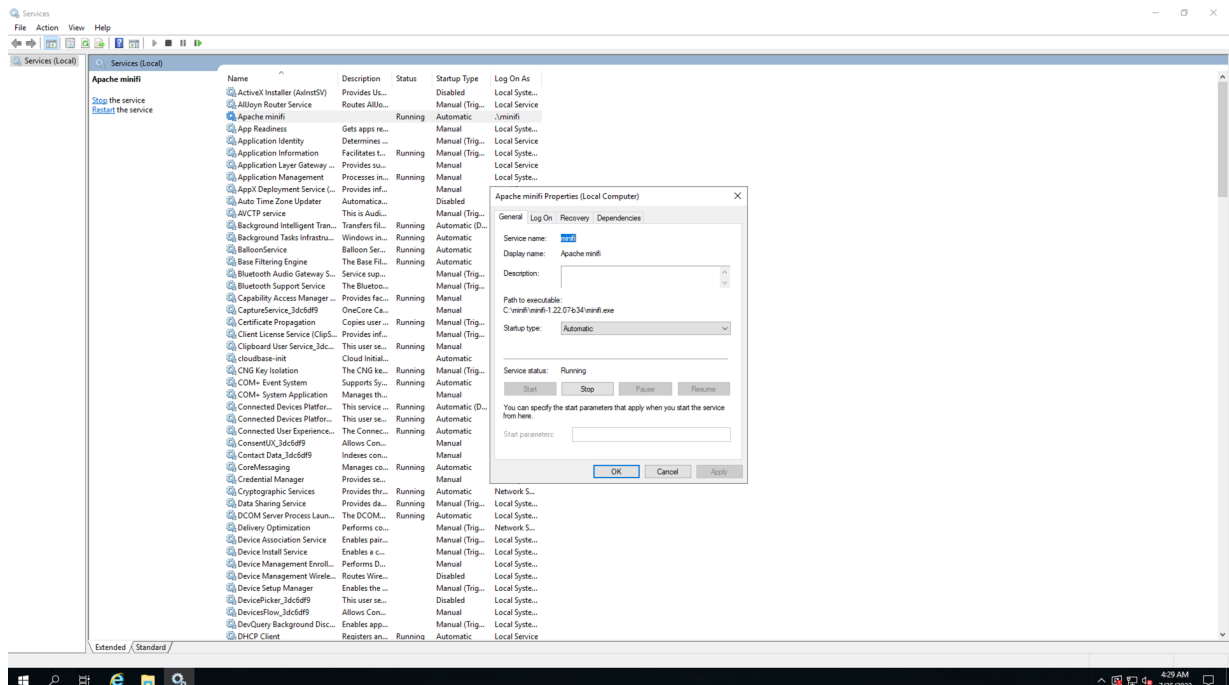 Services
File Action View Help
Services (Local)
Services (Local)
Apache minifi
Stop the service
Restart the service
Name Description Status Startup Type Log On As
ActiveX Installer (AxInstSV) Provides Us... Disabled Local Syste...
AllJoyn Router Service Routes AllJo... Manual (Trig... Local Service
Apache minifi Running Automatic .\minifi
App Readiness Gets apps re... Manual Local Syste...
Application Identity Determines ... Manual (Trig... Local Service
Application Information Facilitates t... Running Manual (Trig... Local Syste...
Application Layer Gateway ... Provides su... Manual Local Service
Application Management Processes in... Running Manual Local Syste...
AppX Deployment Service (... Provides inf... Manual
Auto Time Zone Updater Automatica... Disabled
AVCTP service This is Audi... Manual (Trig...
Background Intelligent Tran... Transfers fil... Running Automatic (D...
Background Tasks Infrastru... Windows in... Running Automatic
BalloonService Balloon Ser... Running Automatic
Base Filtering Engine The Base Fil... Running Automatic
Bluetooth Audio Gateway S... Service sup... Manual (Trig...
Bluetooth Support Service The Bluetoo... Manual (Trig...
Capability Access Manager ... Provides fac... Running Manual
CaptureService_3dc6df9 OneCore Ca... Manual
Certificate Propagation Copies user ... Running Manual (Trig...
Client License Service (ClipS... Provides inf... Manual (Trig...
Clipboard User Service_3dc... This user se... Running Manual
cloudbase-init Cloud Initial... Automatic
CNG Key Isolation The CNG ke... Running Manual (Trig...
COM+ Event System Supports Sy... Running Automatic
COM+ System Application Manages th... Manual
Connected Devices Platfor... This service ... Running Automatic (D...
Connected Devices Platfor... This user se... Running Automatic
Connected User Experience... The Connec... Running Automatic
ConsentUX_3dc6df9 Allows Con... Manual
Contact Data_3dc6df9 Indexes con... Manual
CoreMessaging Manages co... Running Automatic
Credential Manager Provides se... Manual
Cryptographic Services Provides thr... Running Automatic Network S...
Data Sharing Service Provides da... Running Manual (Trig... Local Syste...
DCOM Server Process Laun... The DCOM... Running Automatic Local Syste...
Delivery Optimization Performs co... Manual (Trig... Network S...
Device Association Service Enables pair... Manual (Trig... Local Syste...
Device Install Service Enables a c... Manual (Trig... Local Syste...
Device Management Enroll... Performs D... Manual Local Syste...
Device Management Wirele... Routes Wire... Disabled Local Syste...
Device Setup Manager Enables the ... Manual (Trig... Local Syste...
DevicePicker_3dc6df9 This user se... Disabled Local Syste...
DevicesFlow_3dc6df9 Allows Con... Manual Local Syste...
DevQuery Background Disc... Enables app... Manual (Trig... Local Syste...
DHCP Client Registers an... Running Automatic Local Service
Apache minifi Properties (Local Computer)
General Log On Recovery Dependencies
Service name: minifi
Display name: Apache minifi
Description:
Path to executable:
C:\minifi\minifi-1.22.07-b34\minifi.exe
Startup type: Automatic
Service status: Running
Start Stop Pause Resume
You can specify the start parameters that apply when you start the service
from here.
Start parameters:
OK Cancel Apply
Extended Standard
4:29 AM